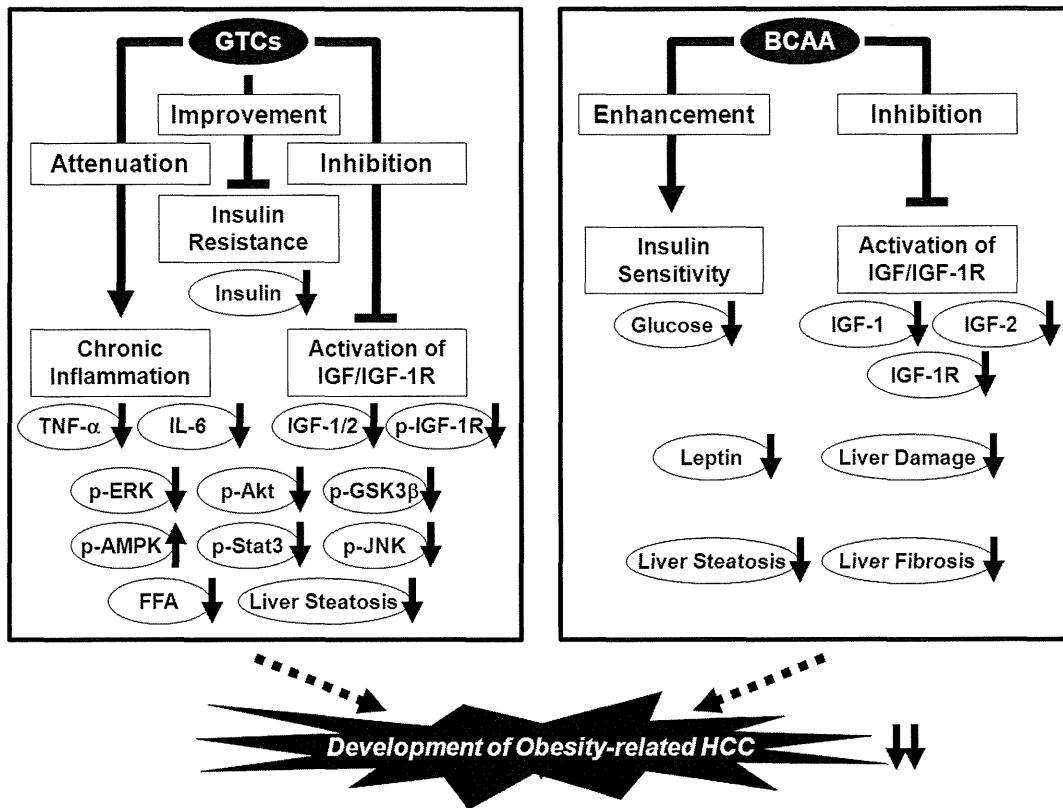 GTCs
Improvement
Attenuation
Inhibition
Insulin
Resistance
Insulin
Chronic
Inflammation
Activation of
IGF/IGF-1R
TNF-α
IL-6
IGF-1/2
p-IGF-1R
p-ERK
p-Akt
p-GSK3β
p-AMPK
p-Stat3
p-JNK
FFA
Liver Steatosis
BCAA
Enhancement
Inhibition
Insulin
Sensitivity
Activation of
IGF/IGF-1R
Glucose
IGF-1
IGF-2
IGF-1R
Leptin
Liver Damage
Liver Steatosis
Liver Fibrosis
Development of Obesity-related HCC